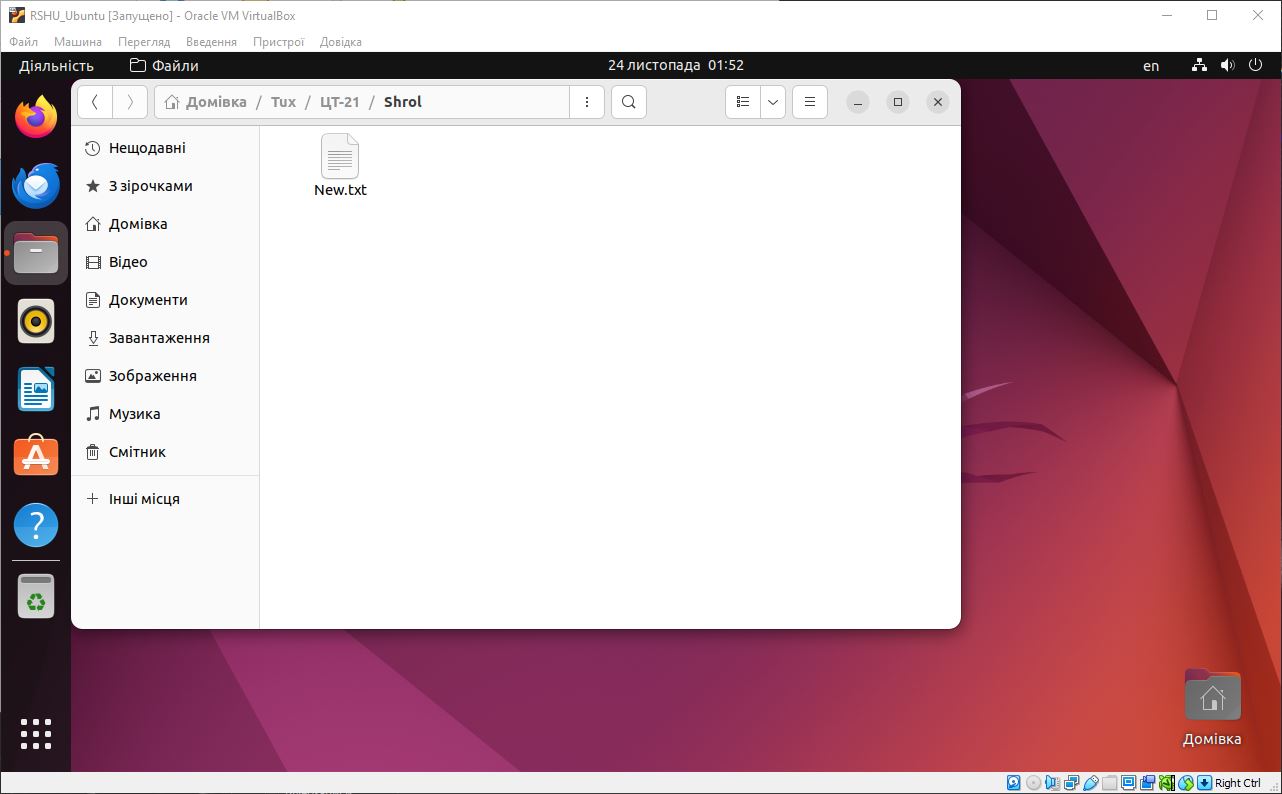 RSHU_Ubuntu [Запущено] - Oracle VM VirtualBox
Файл Машина Перегляд Введення Пристрої Довідка
Діяльність Файли 24 листопада 01:52 en
Домівка / Tux / ЦТ-21 / Shrol
Нещодавні
New.txt
З зірочками
Домівка
Відео
Документи
Завантаження
Зображення
Музика
Смітник
Інші місця
Домівка
Right Ctrl